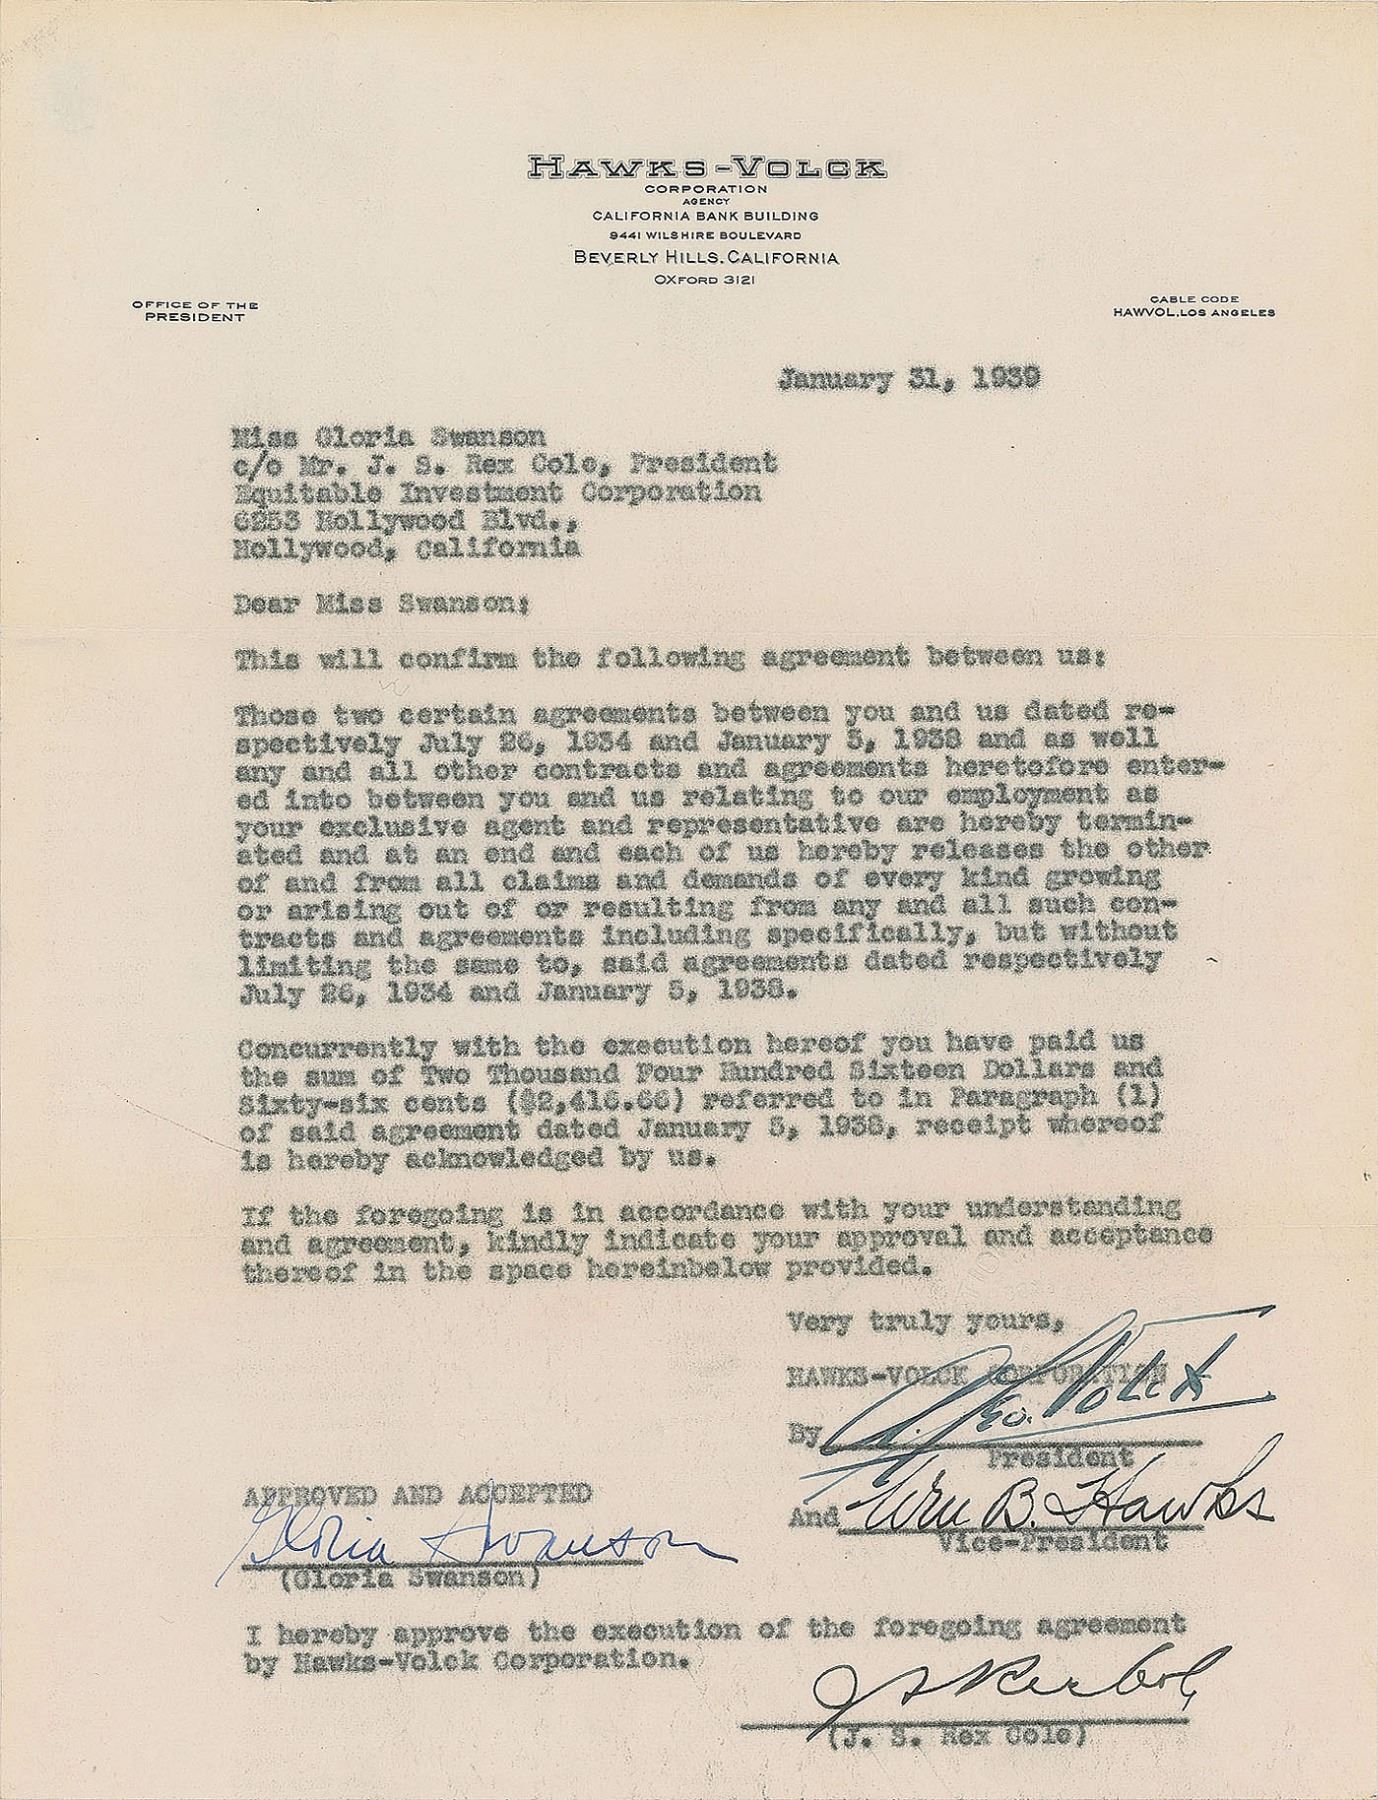 HAWKS-VOLCK
CORPORATION
AGENCY
CALIFORNIA BANK BUILDING
9441 WILSHIRE BOULEVARD
BEVERLY HILLS, CALIFORNIA
OXFORD 3121
OFFICE OF THE
PRESIDENT
CABLE CODE
HAWVOL, LOS ANGELES
January 31, 1939
Miss Gloria Swanson
c/o Mr. J. S. Rex Cole, President
Equitable Investment Corporation
6253 Hollywood Blvd.,
Hollywood, California
Dear Miss Swanson:
This will confirm the following agreement between us:
Those two certain agreements between you and us dated re-
spectively July 26, 1934 and January 5, 1938 and as well
any and all other contracts and agreements heretofore enter-
ed into between you and us relating to our employment as
your exclusive agent and representative are hereby termin-
ated and at an end and each of us hereby releases the other
of and from all claims and demands of every kind growing
or arising out of or resulting from any and all such con-
tracts and agreements including specifically, but without
limiting the same to, said agreements dated respectively
July 26, 1934 and January 5, 1938.
Concurrently with the execution hereof you have paid us
the sum of Two Thousand Four Hundred Sixteen Dollars and
Sixty-six cents ($2,416.66) referred to in Paragraph (1)
of said agreement dated January 5, 1938, receipt whereof
is hereby acknowledged by us.
If the foregoing is in accordance with your understanding
and agreement, kindly indicate your approval and acceptance
thereof in the space hereinbelow provided.
Very truly yours,
HAWKS-VOLCK CORPORATION
By A. Geo. Volck
President
And Wm B. Hawks
Vice-President
APPROVED AND ACCEPTED
Gloria Swanson
(Gloria Swanson)
I hereby approve the execution of the foregoing agreement
by Hawks-Volck Corporation.
J S Rex Cole
(J. S. Rex Cole)